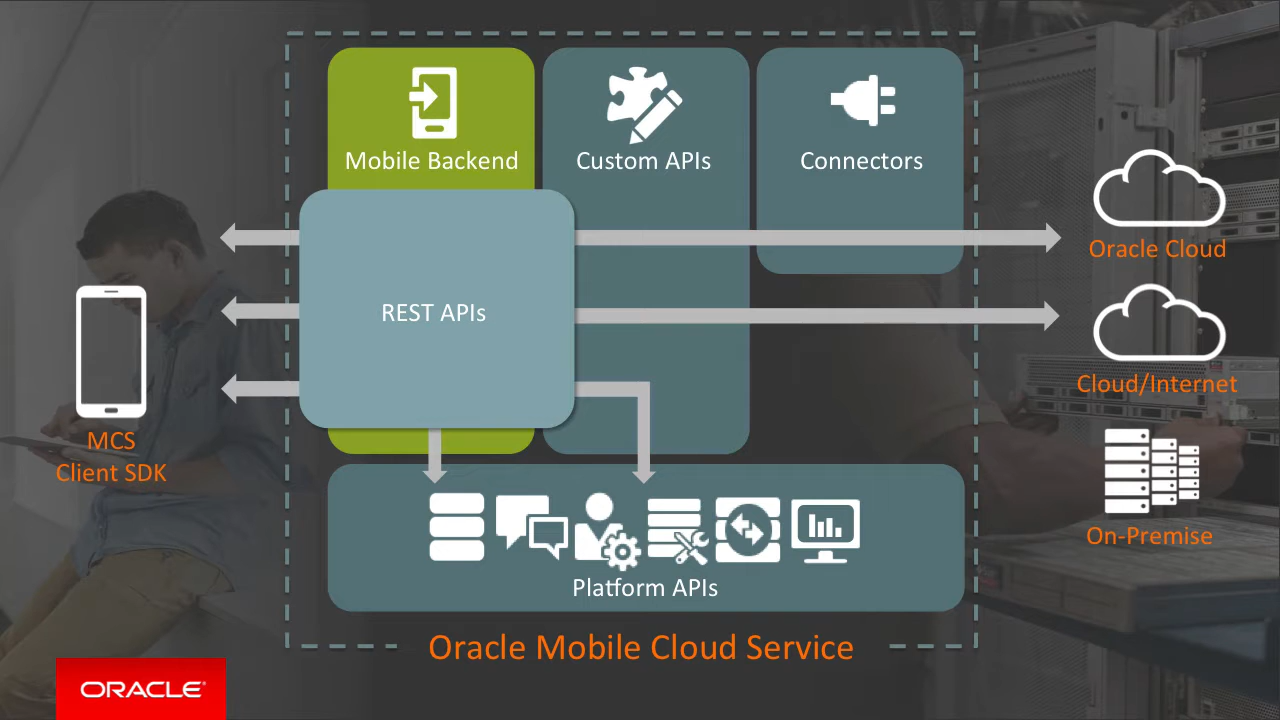 Mobile Backend
Custom APIs
Connectors
REST APIs
Oracle Cloud
Cloud/Internet
MCS
Client SDK
On-Premise
Platform APIs
Oracle Mobile Cloud Service
ORACLE®